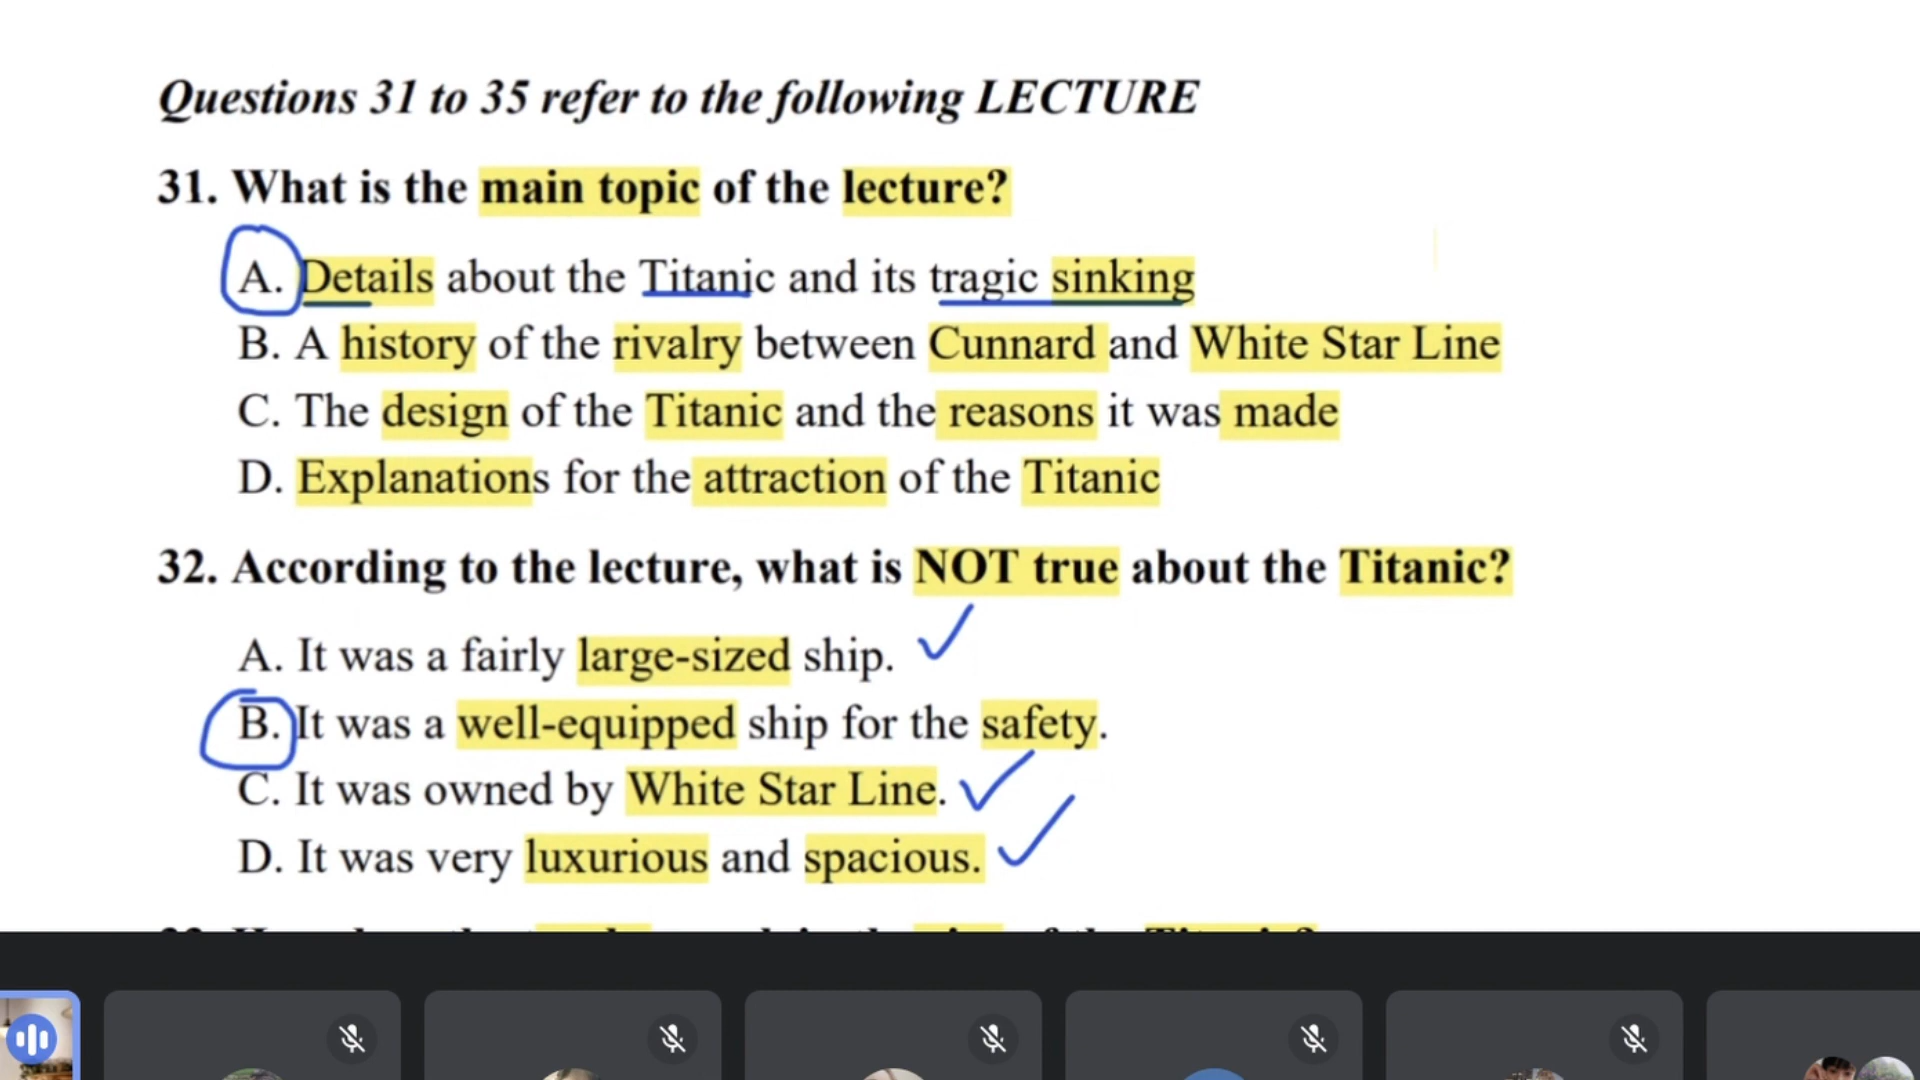 Questions 31 to 35 refer to the following LECTURE
31. What is the main topic of the lecture?
A. Details about the Titanic and its tragic sinking
B. A history of the rivalry between Cunnard and White Star Line
C. The design of the Titanic and the reasons it was made
D. Explanations for the attraction of the Titanic
32. According to the lecture, what is NOT true about the Titanic?
A. It was a fairly large-sized ship.
B. It was a well-equipped ship for the safety.
C. It was owned by White Star Line.
D. It was very luxurious and spacious.